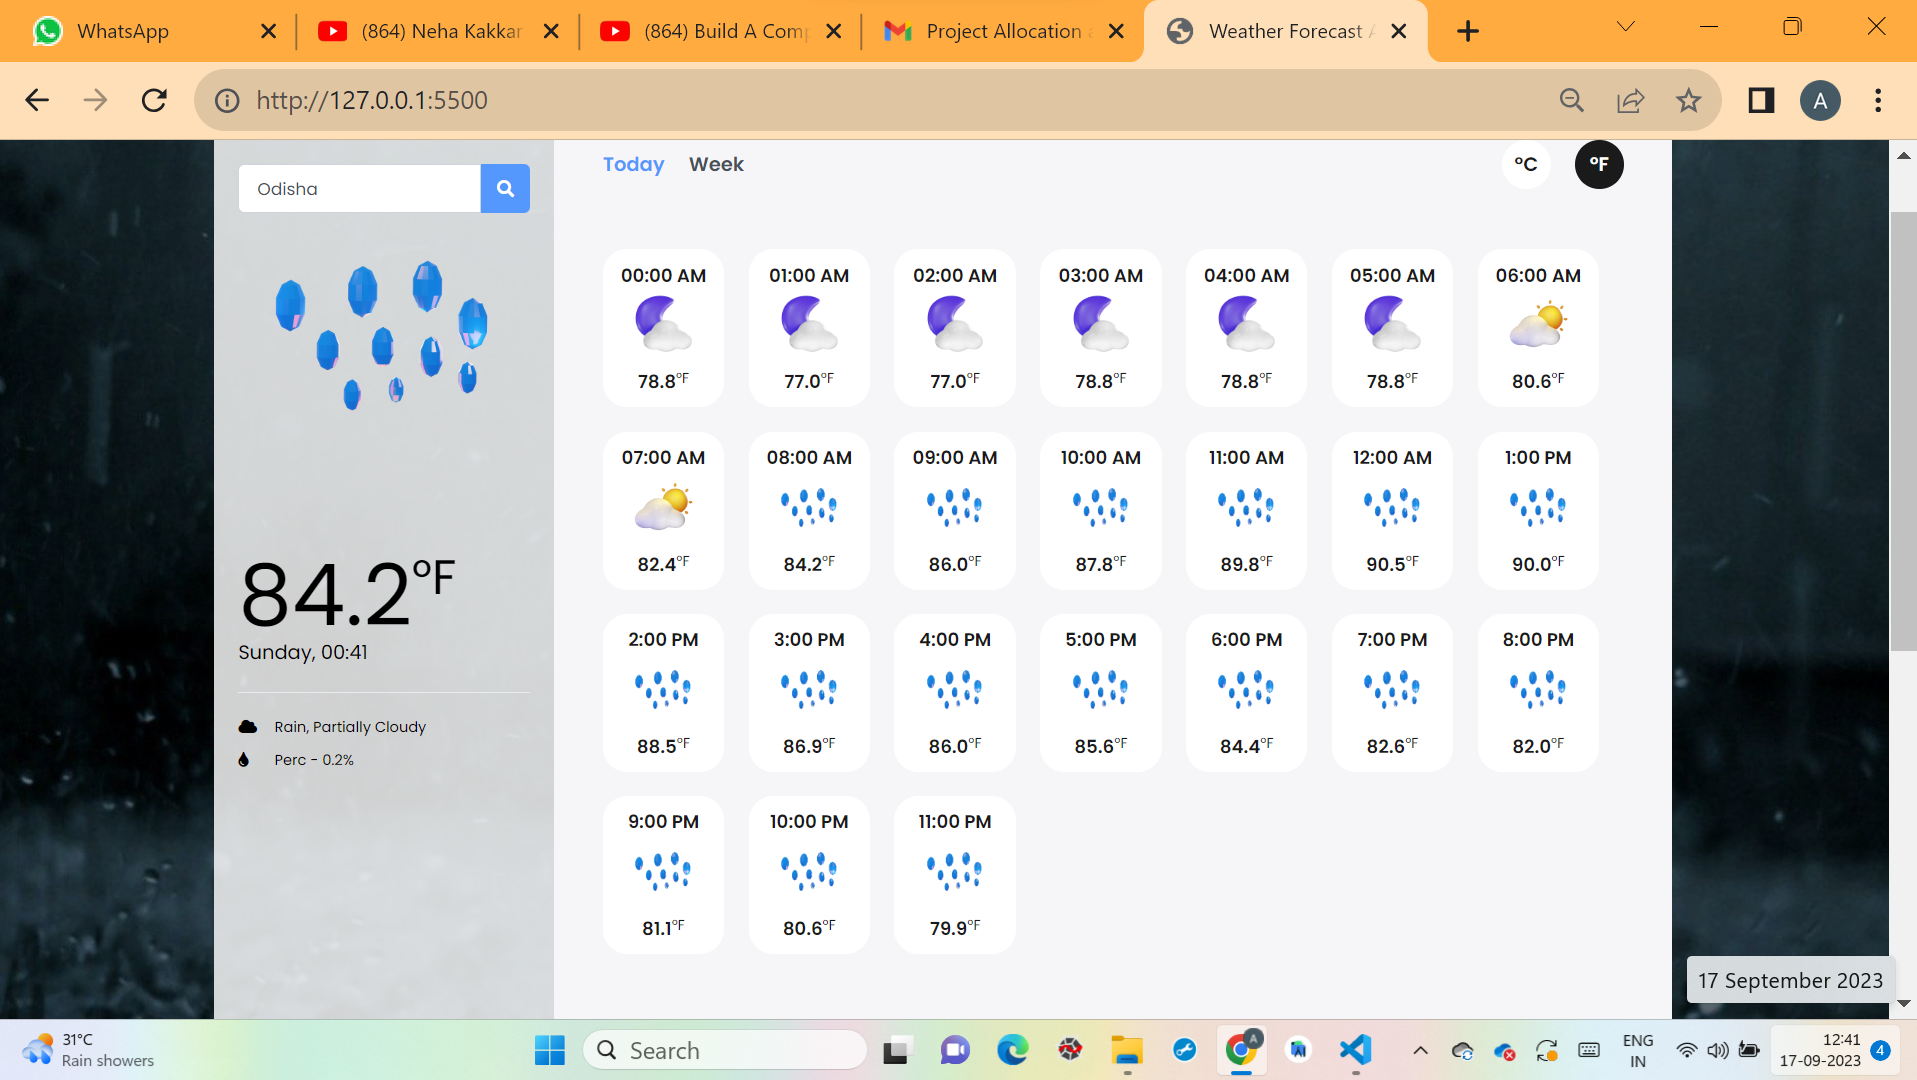 WhatsApp
(864) Neha Kakkar
(864) Build A Comp
Project Allocation a
Weather Forecast A
http://127.0.0.1:5500
A
Odisha
Today Week
°C °F
00:00 AM 01:00 AM 02:00 AM 03:00 AM 04:00 AM 05:00 AM 06:00 AM
78.8°F 77.0°F 77.0°F 78.8°F 78.8°F 78.8°F 80.6°F
07:00 AM 08:00 AM 09:00 AM 10:00 AM 11:00 AM 12:00 AM 1:00 PM
82.4°F 84.2°F 86.0°F 87.8°F 89.8°F 90.5°F 90.0°F
84.2°F
Sunday, 00:41
Rain, Partially Cloudy
Perc - 0.2%
2:00 PM 3:00 PM 4:00 PM 5:00 PM 6:00 PM 7:00 PM 8:00 PM
88.5°F 86.9°F 86.0°F 85.6°F 84.4°F 82.6°F 82.0°F
9:00 PM 10:00 PM 11:00 PM
81.1°F 80.6°F 79.9°F
17 September 2023
31°C
Rain showers
Search
A
ENG
IN
12:41
17-09-2023
4